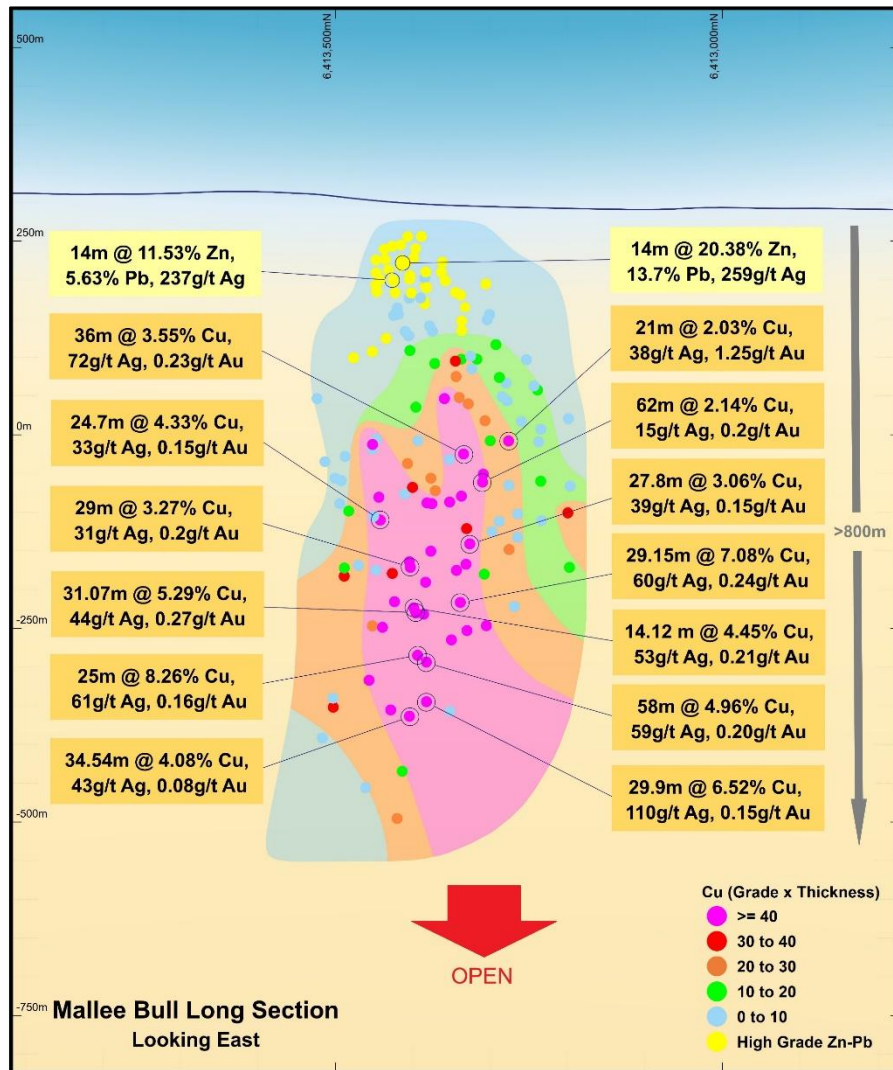 6,413,500mN
6,413,000mN
500m
250m
0m
-250m
-500m
-750m
14m @ 11.53% Zn,
5.63% Pb, 237g/t Ag
36m @ 3.55% Cu,
72g/t Ag, 0.23g/t Au
24.7m @ 4.33% Cu,
33g/t Ag, 0.15g/t Au
29m @ 3.27% Cu,
31g/t Ag, 0.2g/t Au
31.07m @ 5.29% Cu,
44g/t Ag, 0.27g/t Au
25m @ 8.26% Cu,
61g/t Ag, 0.16g/t Au
34.54m @ 4.08% Cu,
43g/t Ag, 0.08g/t Au
14m @ 20.38% Zn,
13.7% Pb, 259g/t Ag
21m @ 2.03% Cu,
38g/t Ag, 1.25g/t Au
62m @ 2.14% Cu,
15g/t Ag, 0.2g/t Au
27.8m @ 3.06% Cu,
39g/t Ag, 0.15g/t Au
29.15m @ 7.08% Cu,
60g/t Ag, 0.24g/t Au
14.12 m @ 4.45% Cu,
53g/t Ag, 0.21g/t Au
58m @ 4.96% Cu,
59g/t Ag, 0.20g/t Au
29.9m @ 6.52% Cu,
110g/t Ag, 0.15g/t Au
>800m
OPEN
Cu (Grade x Thickness)
>= 40
30 to 40
20 to 30
10 to 20
0 to 10
High Grade Zn-Pb
Mallee Bull Long Section
Looking East